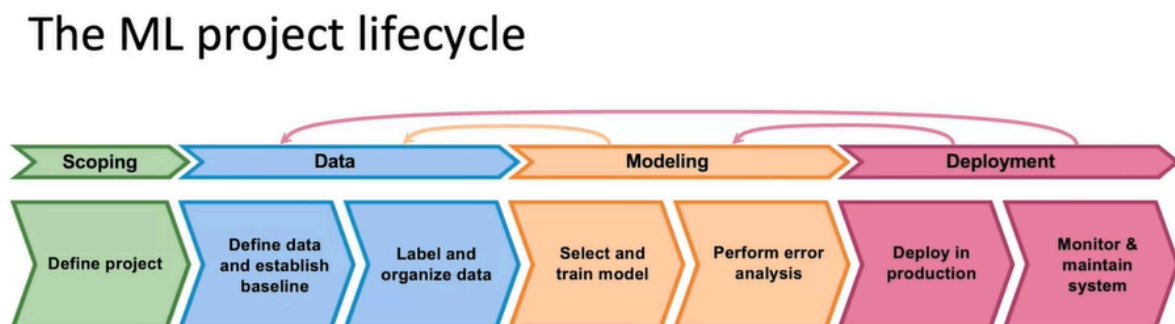 The ML project lifecycle
Scoping
Data
Modeling
Deployment
Define project
Define data
and establish
baseline
Label and
organize data
Select and
train model
Perform error
analysis
Deploy in
production
Monitor &
maintain
system